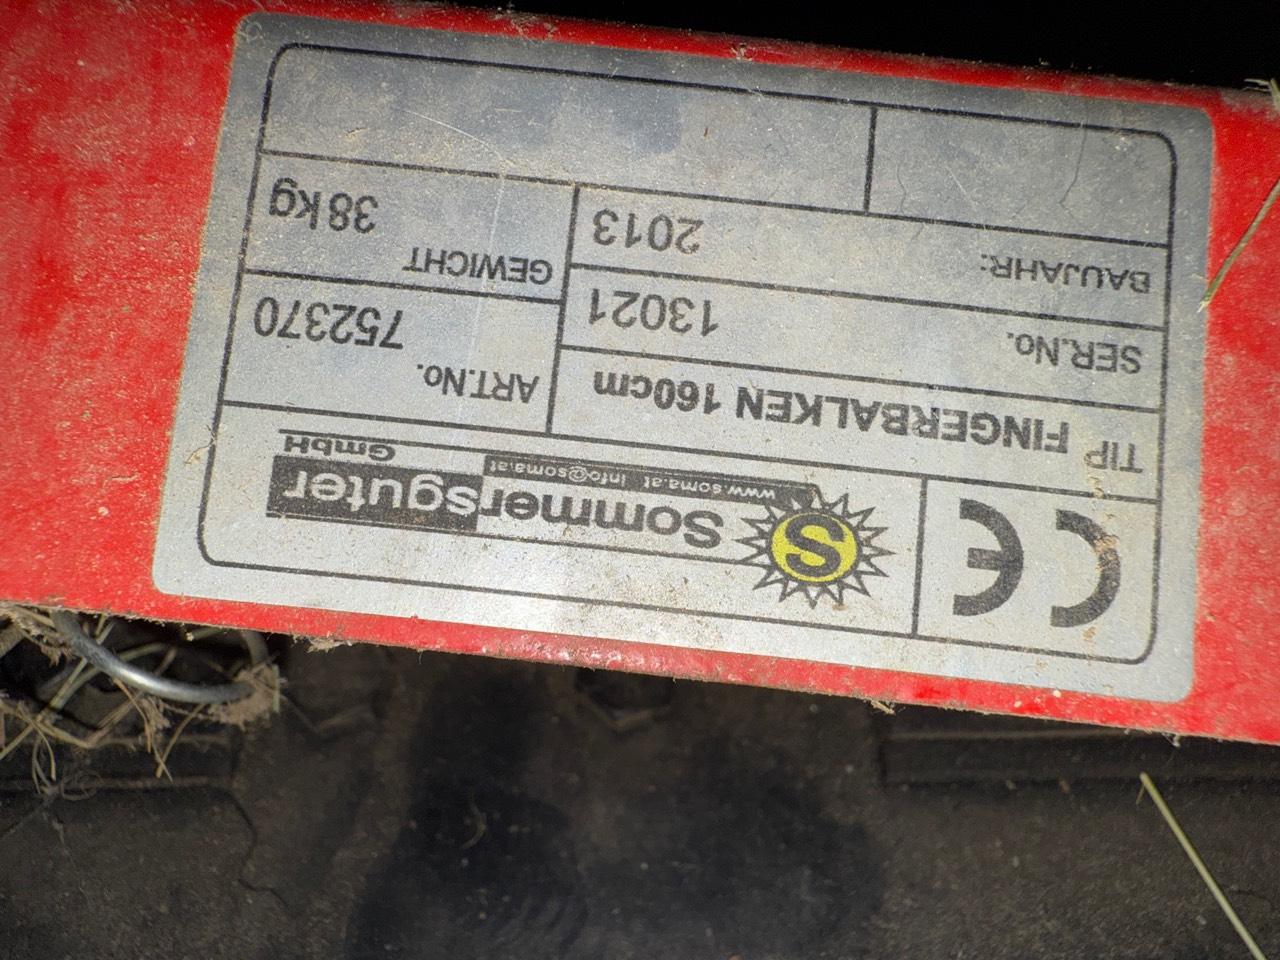 CE
S
Sommersguter
www.soma.at info@soma.at
GmbH
TIP FINGERBALKEN 160cm
ART.No.
752370
SER.No.
13021
GEWICHT
38kg
BAUJAHR:
2013